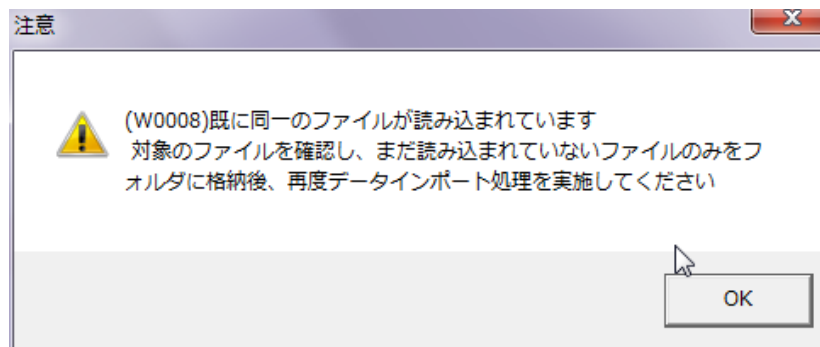 注意
(W0008)既に同一のファイルが読み込まれています
対象のファイルを確認し、まだ読み込まれていないファイルのみをフ
ォルダに格納後、再度データインポート処理を実施してください
OK